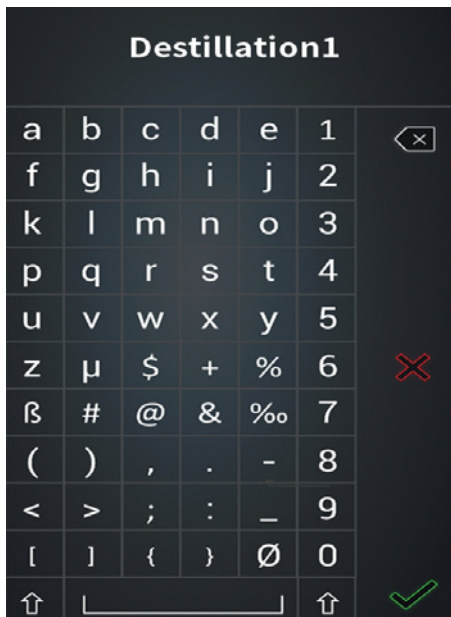 Destillation1
a b c d e 1
f g h i j 2
k l m n o 3
p q r s t 4
u v w x y 5
z µ $ + % 6
ß # @ & ‰ 7
( ) , . - 8
< > ; : _ 9
[ ] { } Ø 0